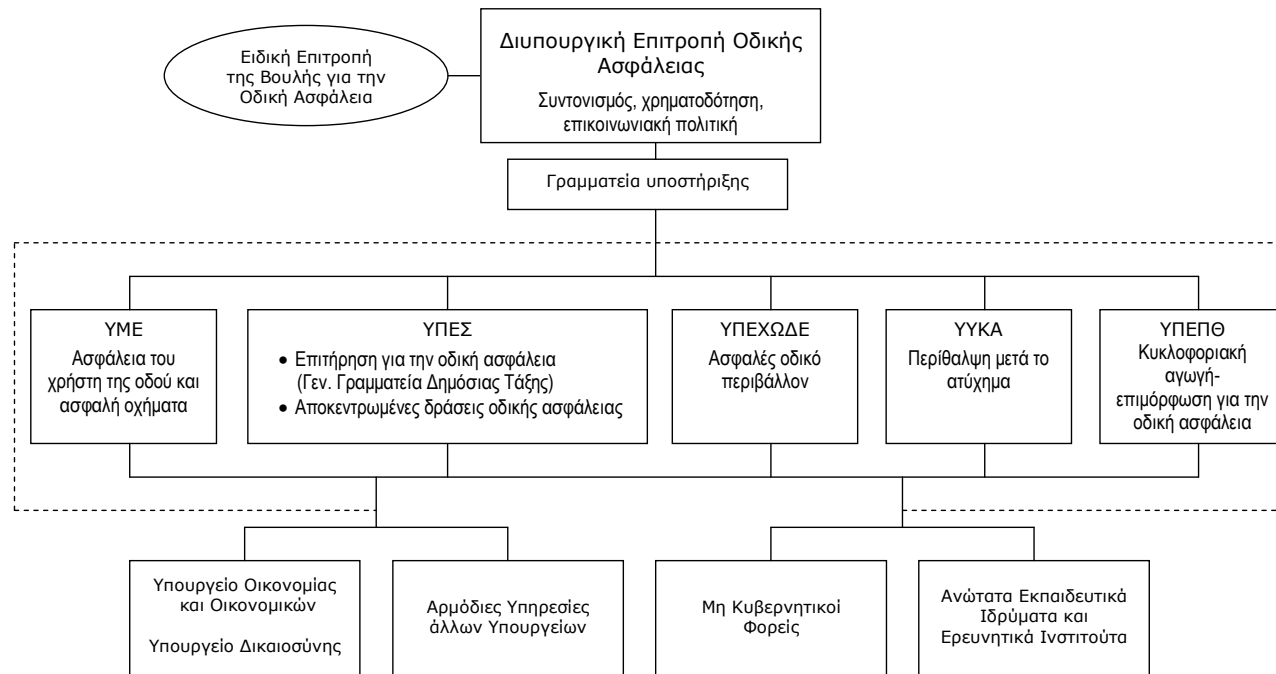 Ειδική Επιτροπή
της Βουλής για την
Οδική Ασφάλεια
Διυπουργική Επιτροπή Οδικής
Ασφάλειας
Συντονισμός, χρηματοδότηση,
επικοινωνιακή πολιτική
Γραμματεία υποστήριξης
ΥΜΕ
Ασφάλεια του
χρήστη της οδού και
ασφαλή οχήματα
ΥΠΕΣ
• Επιτήρηση για την οδική ασφάλεια
(Γεν. Γραμματεία Δημόσιας Τάξης)
• Αποκεντρωμένες δράσεις οδικής ασφάλειας
ΥΠΕΧΩΔΕ
Ασφαλές οδικό
περιβάλλον
ΥΥΚΑ
Περίθαλψη μετά το
ατύχημα
ΥΠΕΠΘ
Κυκλοφοριακή
αγωγή-
επιμόρφωση για την
οδική ασφάλεια
Υπουργείο Οικονομίας
και Οικονομικών
Υπουργείο Δικαιοσύνης
Αρμόδιες Υπηρεσίες
άλλων Υπουργείων
Μη Κυβερνητικοί
Φορείς
Ανώτατα Εκπαιδευτικά
Ιδρύματα και
Ερευνητικά Ινστιτούτα